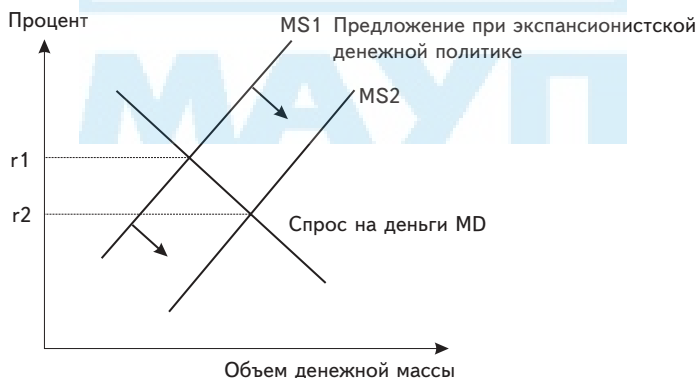 Процент
MS1 Предложение при экспансионистской
денежной политике
МАУП
MS2
r1
r2
Спрос на деньги MD
Объем денежной массы